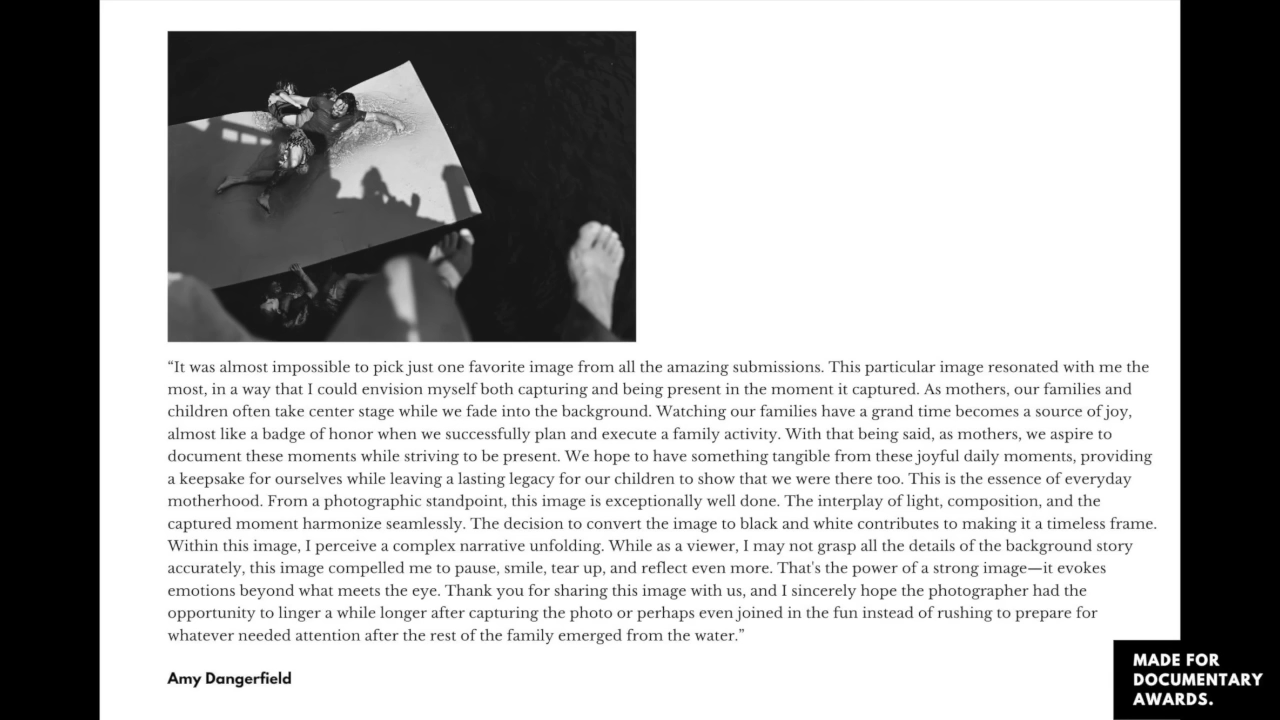 “It was almost impossible to pick just one favorite image from all the amazing submissions. This particular image resonated with me the
most, in a way that I could envision myself both capturing and being present in the moment it captured. As mothers, our families and
children often take center stage while we fade into the background. Watching our families have a grand time becomes a source of joy,
almost like a badge of honor when we successfully plan and execute a family activity. With that being said, as mothers, we aspire to
document these moments while striving to be present. We hope to have something tangible from these joyful daily moments, providing
a keepsake for ourselves while leaving a lasting legacy for our children to show that we were there too. This is the essence of everyday
motherhood. From a photographic standpoint, this image is exceptionally well done. The interplay of light, composition, and the
captured moment harmonize seamlessly. The decision to convert the image to black and white contributes to making it a timeless frame.
Within this image, I perceive a complex narrative unfolding. While as a viewer, I may not grasp all the details of the background story
accurately, this image compelled me to pause, smile, tear up, and reflect even more. That's the power of a strong image—it evokes
emotions beyond what meets the eye. Thank you for sharing this image with us, and I sincerely hope the photographer had the
opportunity to linger a while longer after capturing the photo or perhaps even joined in the fun instead of rushing to prepare for
whatever needed attention after the rest of the family emerged from the water.”
Amy Dangerfield
MADE FOR
DOCUMENTARY
AWARDS.